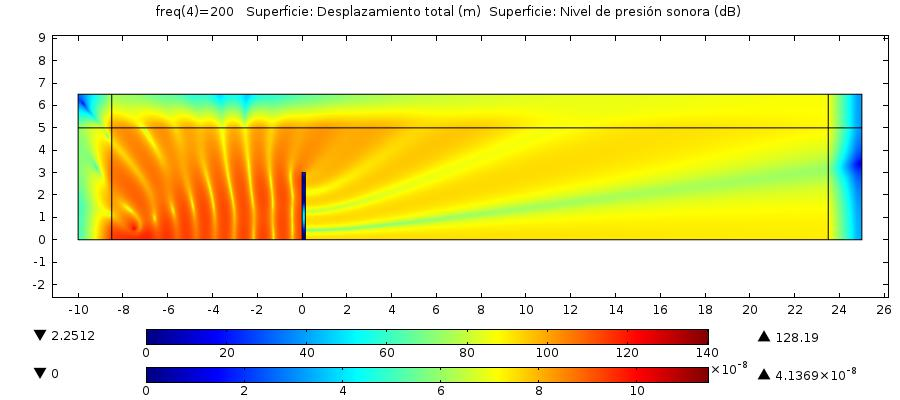 freq(4)=200 Superficie: Desplazamiento total (m) Superficie: Nivel de presión sonora (dB)
9
8
7
6
5
4
3
2
1
0
-1
-2
-10 -8 -6 -4 -2 0 2 4 6 8 10 12 14 16 18 20 22 24 26
▼ 2.2512 ▲ 128.19
0 20 40 60 80 100 120 140
▼ 0 ×10⁻⁸ ▲ 4.1369×10⁻⁸
0 2 4 6 8 10